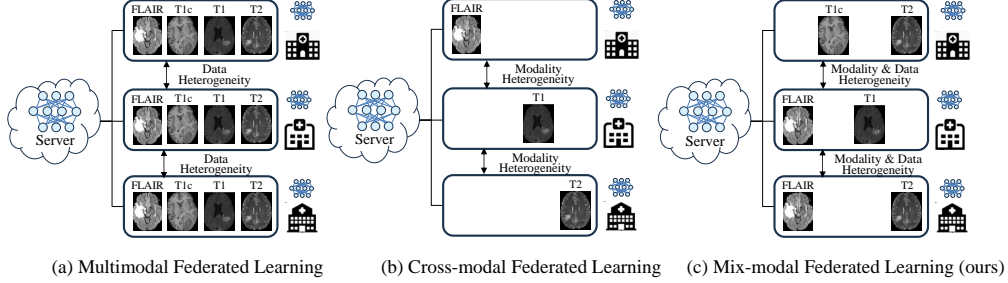 FLAIR T1c T1 T2
Data
Heterogeneity
FLAIR T1c T1 T2
Server
Data
Heterogeneity
FLAIR T1c T1 T2
(a) Multimodal Federated Learning
FLAIR
Modality
Heterogeneity
T1
Server
Modality
Heterogeneity
T2
(b) Cross-modal Federated Learning
T1c T2
Modality & Data
Heterogeneity
FLAIR T1
Server
Modality & Data
Heterogeneity
FLAIR T2
(c) Mix-modal Federated Learning (ours)